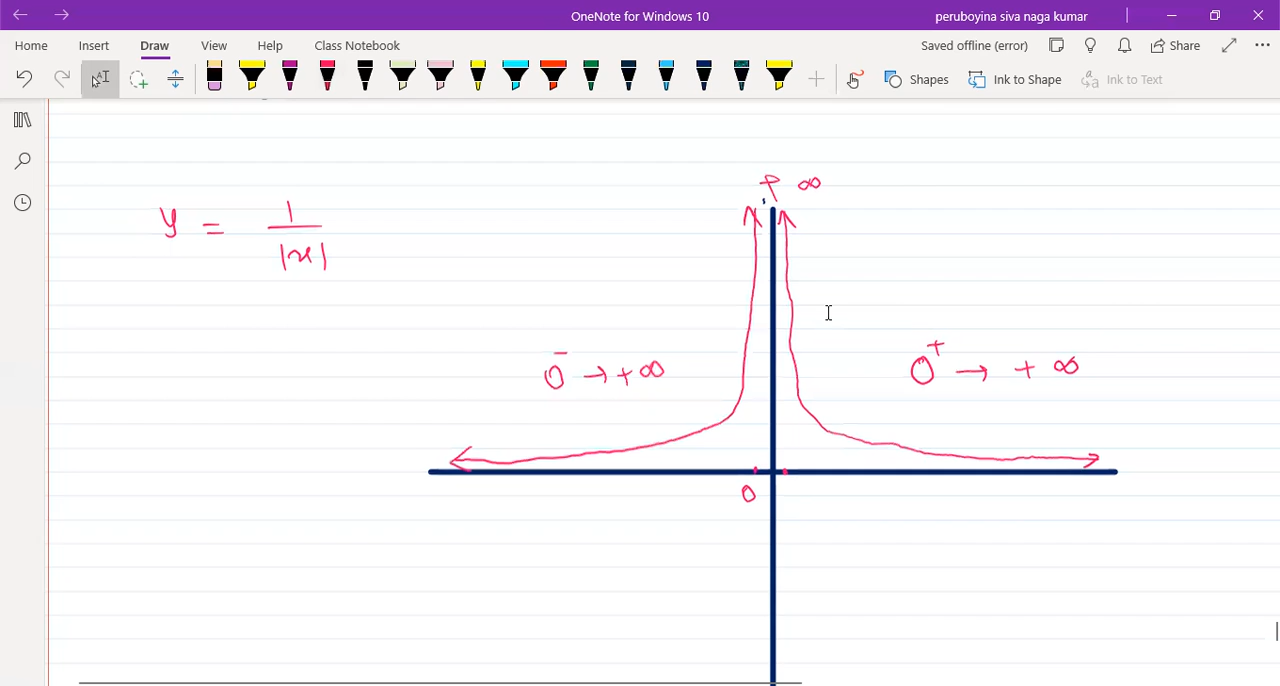 OneNote for Windows 10
peruboyina siva naga kumar
Home Insert Draw View Help Class Notebook
Saved offline (error) Share
Shapes Ink to Shape Ink to Text
∞
y = 1/|x|
0⁻ → +∞
0⁺ → + ∞
0